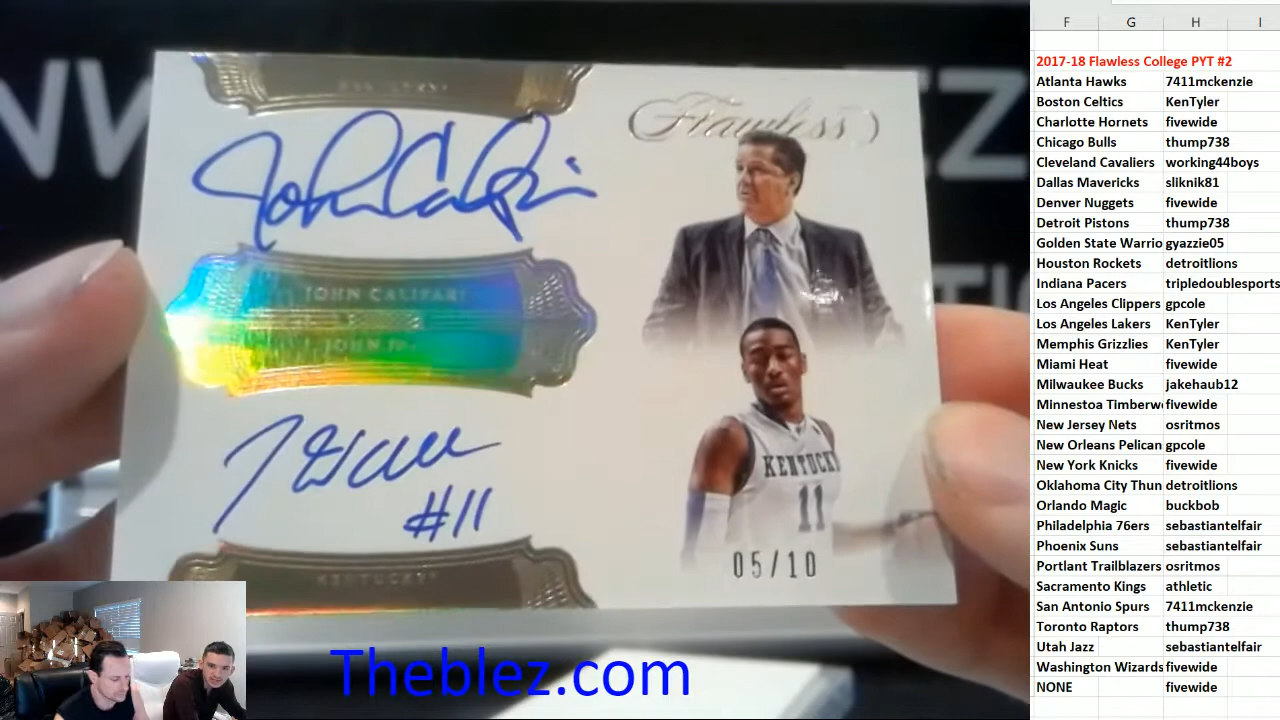 Flawless
John Calipari
JOHN CALIPARI
JOHN
J Wall
#11
KENTUCKY
11
05/10
KENTUCKY
Theblez.com
F G H I
2017-18 Flawless College PYT #2
Atlanta Hawks 7411mckenzie
Boston Celtics KenTyler
Charlotte Hornets fivewide
Chicago Bulls thump738
Cleveland Cavaliers working44boys
Dallas Mavericks sliknik81
Denver Nuggets fivewide
Detroit Pistons thump738
Golden State Warrio gyazzie05
Houston Rockets detroitlions
Indiana Pacers tripledoublesports
Los Angeles Clippers gpcole
Los Angeles Lakers KenTyler
Memphis Grizzlies KenTyler
Miami Heat fivewide
Milwaukee Bucks jakehaub12
Minnestoa Timberw fivewide
New Jersey Nets osritmos
New Orleans Pelican gpcole
New York Knicks fivewide
Oklahoma City Thun detroitlions
Orlando Magic buckbob
Philadelphia 76ers sebastiantelfair
Phoenix Suns sebastiantelfair
Portlant Trailblazers osritmos
Sacramento Kings athletic
San Antonio Spurs 7411mckenzie
Toronto Raptors thump738
Utah Jazz sebastiantelfair
Washington Wizards fivewide
NONE fivewide